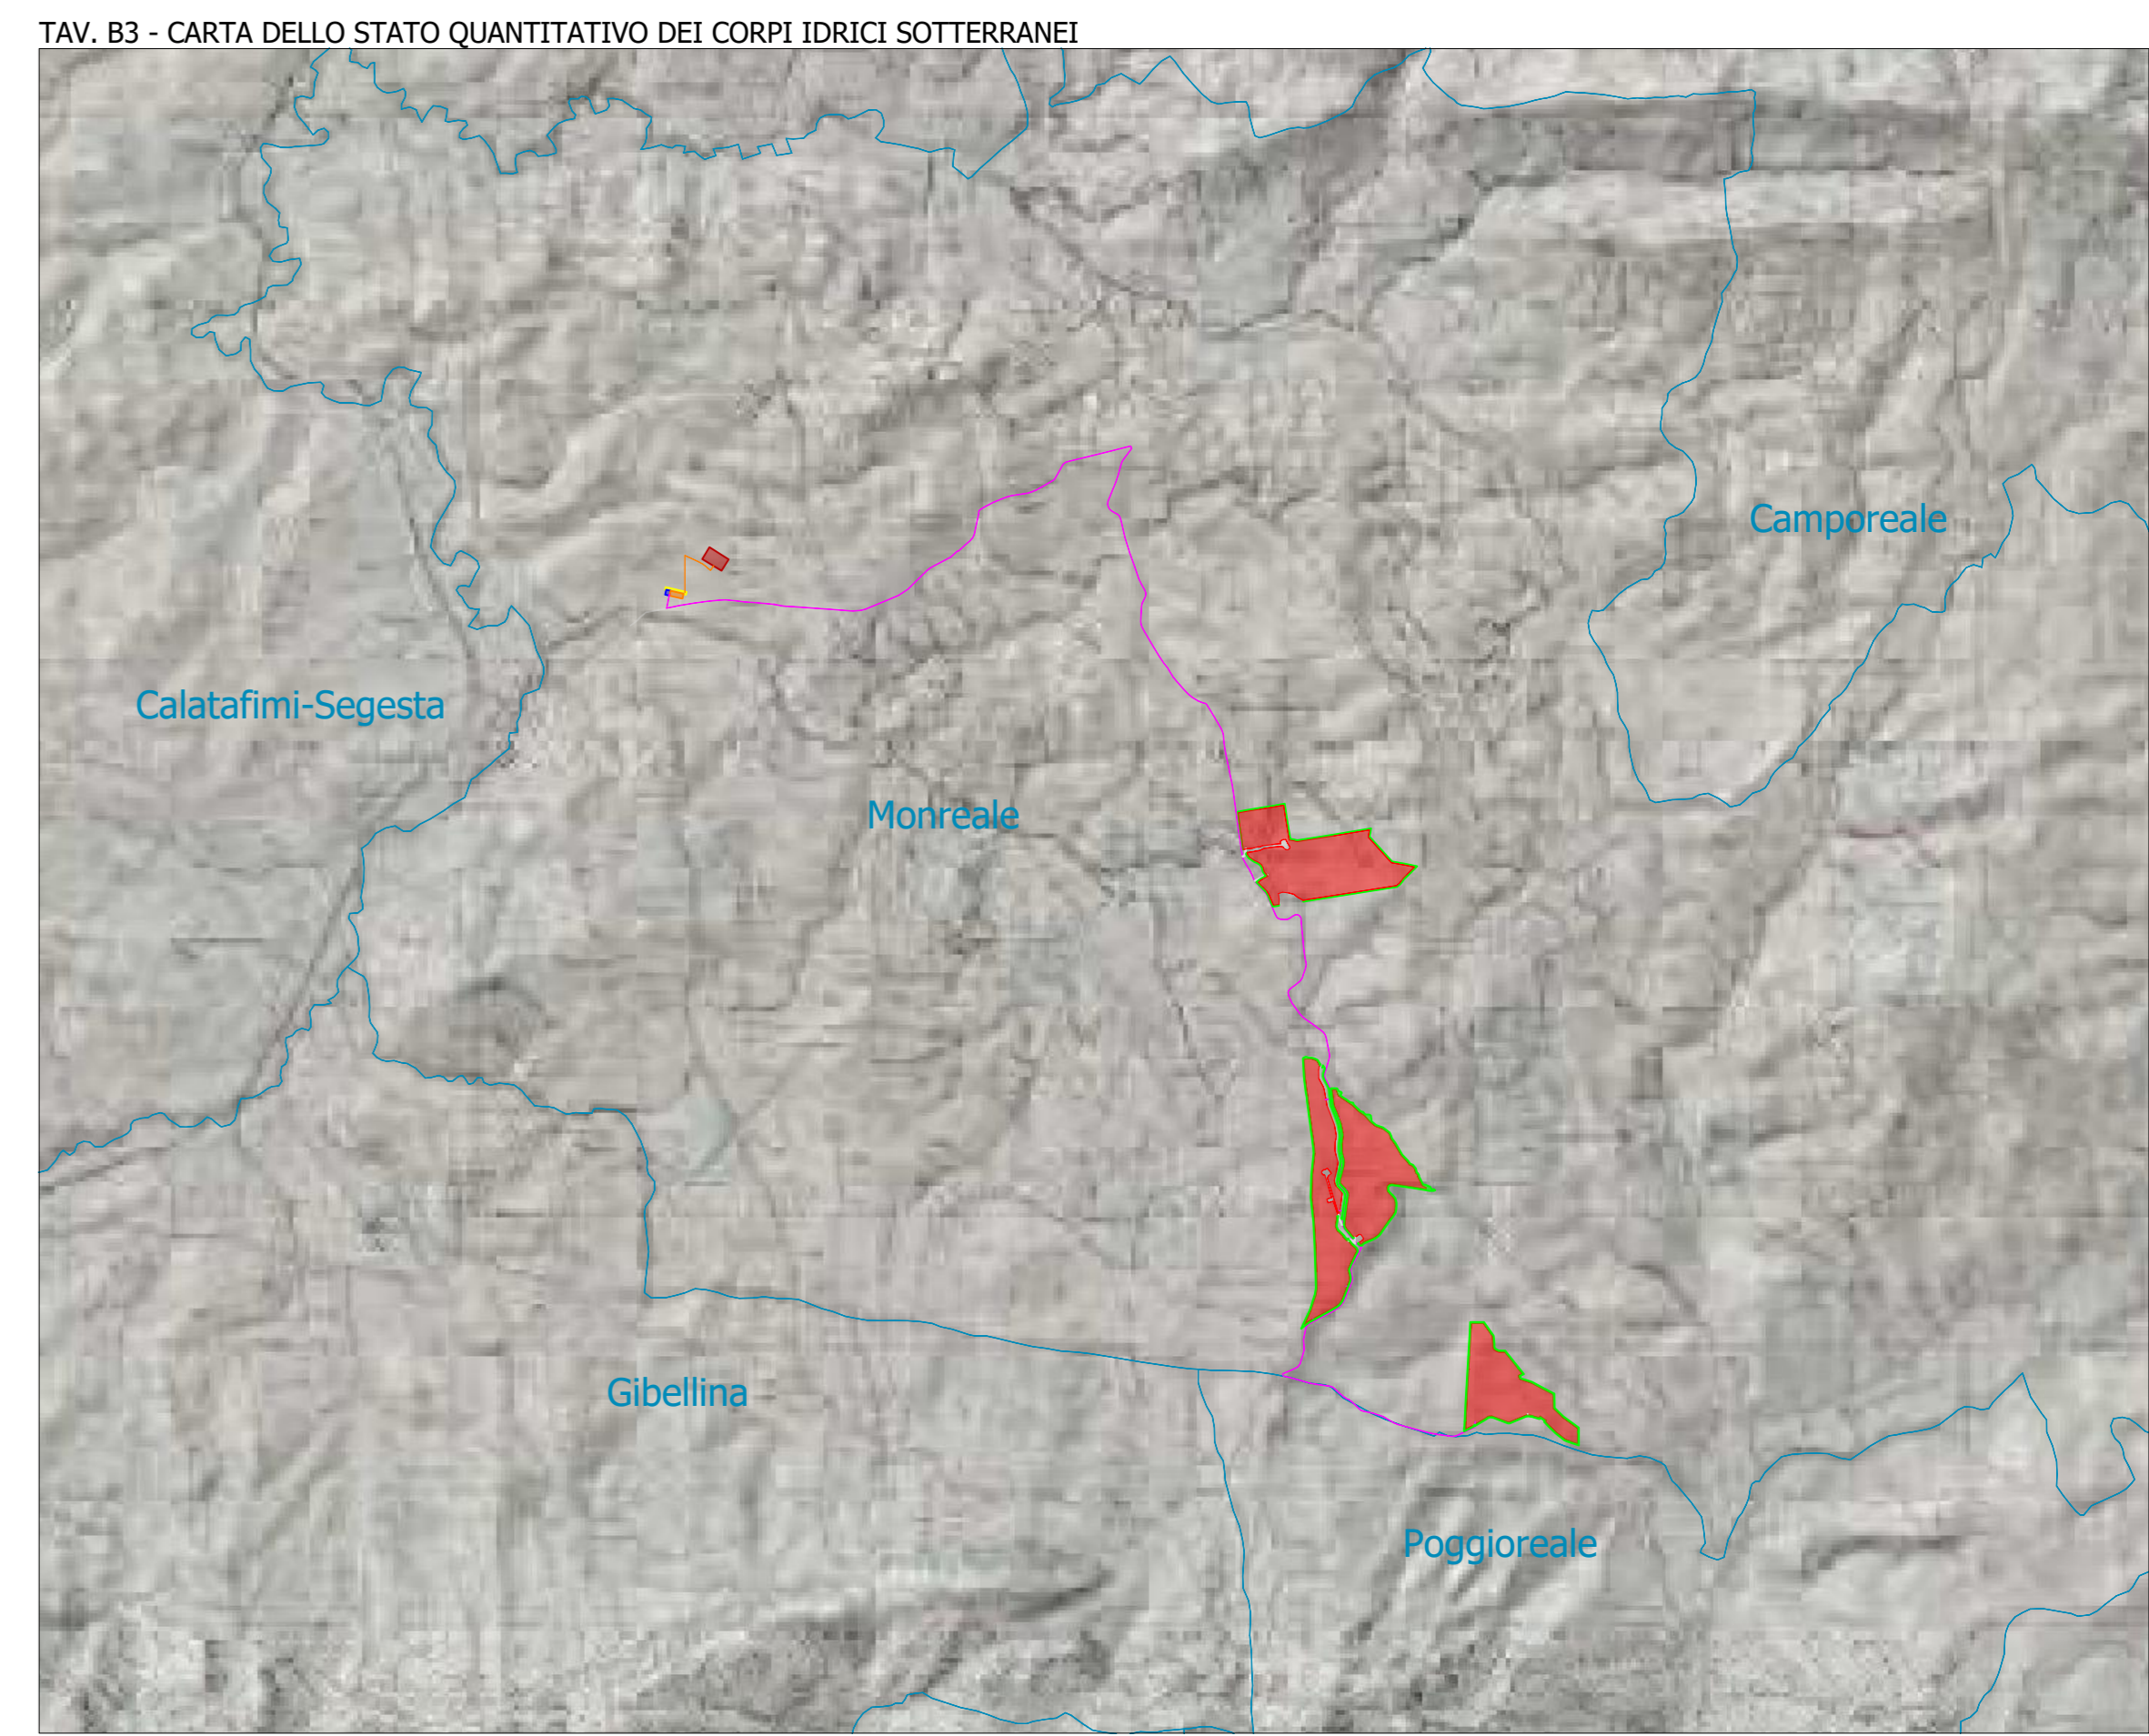 TAV. B3 - CARTA DELLO STATO QUANTITATIVO DEI CORPI IDRICI SOTTERRANEI
Camporeale
Calatafimi-Segesta
Monreale
Gibellina
Poggioreale